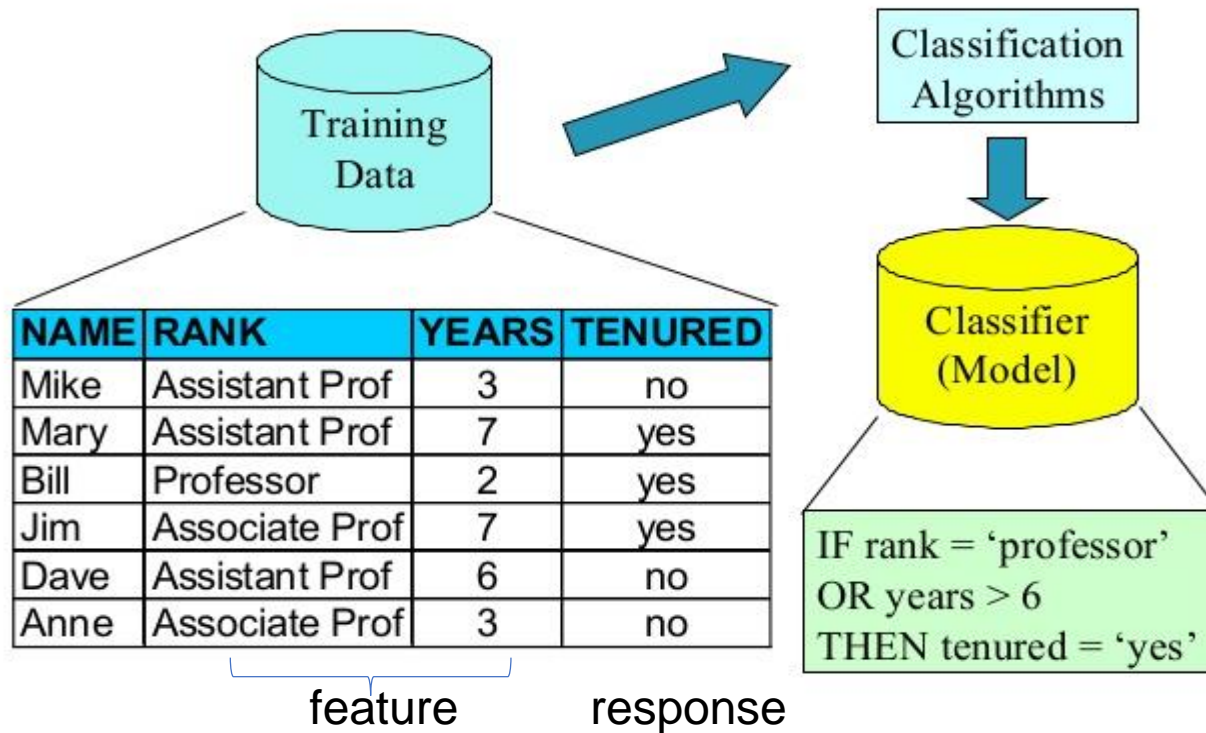 Training
Data
Classification
Algorithms
Classifier
(Model)
NAME RANK YEARS TENURED
Mike Assistant Prof 3 no
Mary Assistant Prof 7 yes
Bill Professor 2 yes
Jim Associate Prof 7 yes
Dave Assistant Prof 6 no
Anne Associate Prof 3 no
IF rank = ‘professor’
OR years > 6
THEN tenured = ‘yes’
feature response